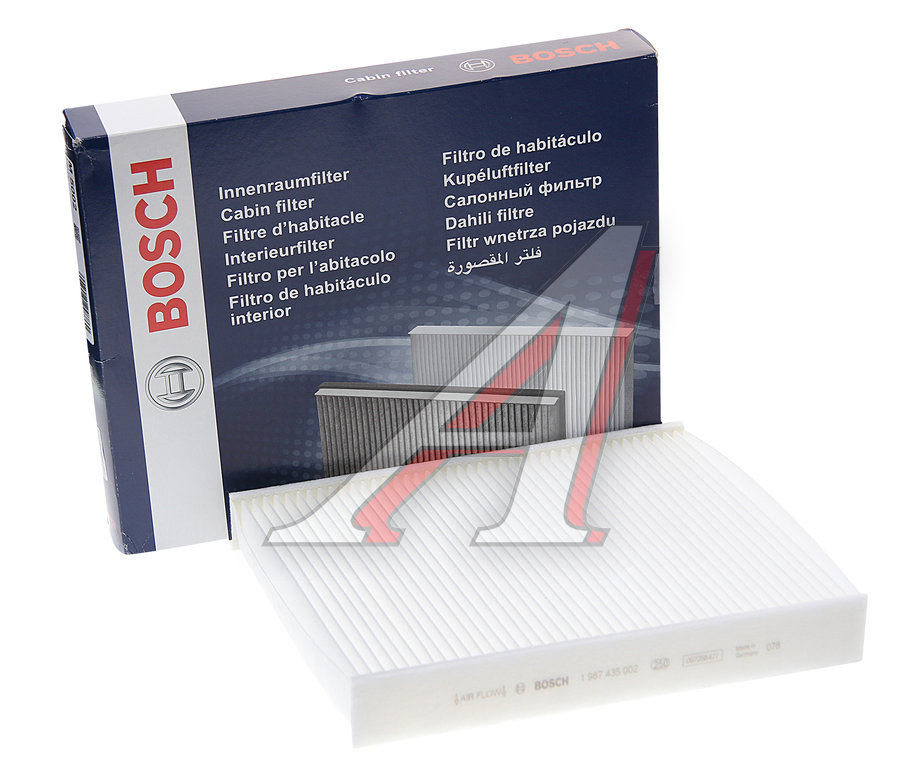 Cabin filter BOSCH
BOSCH
Innenraumfilter
Cabin filter
Filtre d'habitacle
Interieurfilter
Filtro per l'abitacolo
Filtro de habitáculo
interior
Filtro de habitáculo
Kupéluftfilter
Салонный фильтр
Dahili filtre
Filtr wnetrza pojazdu
فلتر المقصورة
AIR FLOW BOSCH 1 987 435 002 250
Made in
Germany
078